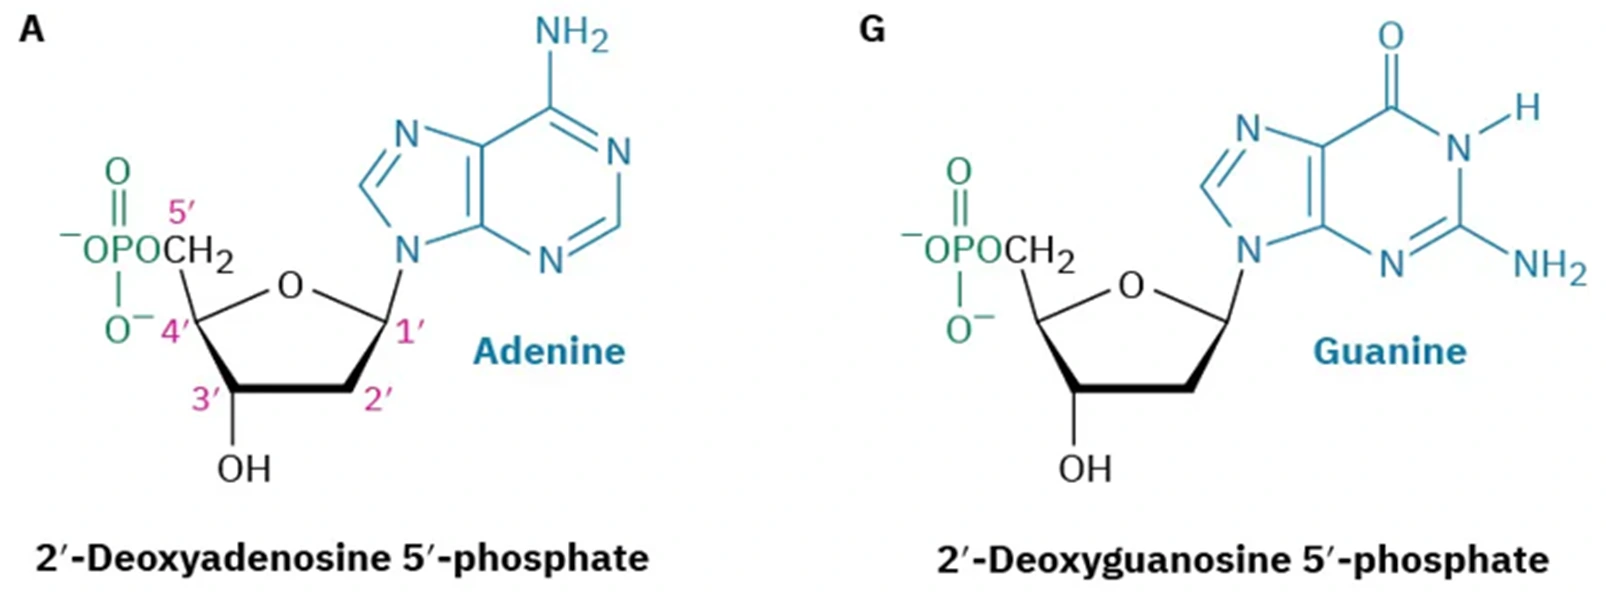 A
NH₂
N
N
O
5′
⁻OPOCH₂
N
N
O
O⁻
4′
1′
Adenine
3′
2′
OH
2′-Deoxyadenosine 5′-phosphate
G
O
H
N
N
O
⁻OPOCH₂
N
N
NH₂
O
O⁻
Guanine
OH
2′-Deoxyguanosine 5′-phosphate